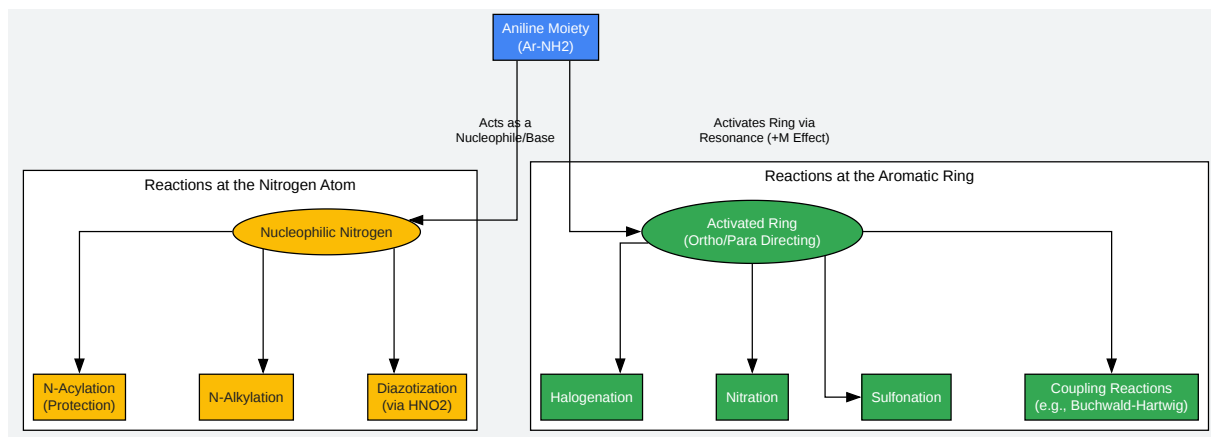 Aniline Moiety
(Ar-NH2)
Acts as a
Nucleophile/Base
Activates Ring via
Resonance (+M Effect)
Reactions at the Nitrogen Atom
Reactions at the Aromatic Ring
Nucleophilic Nitrogen
Activated Ring
(Ortho/Para Directing)
N-Acylation
(Protection)
N-Alkylation
Diazotization
(via HNO2)
Halogenation
Nitration
Sulfonation
Coupling Reactions
(e.g., Buchwald-Hartwig)